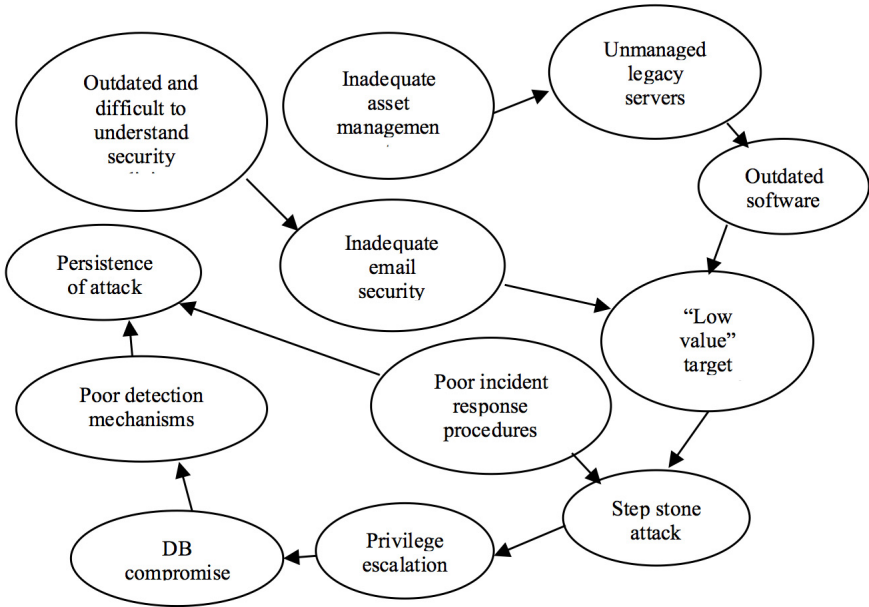 Outdated and
difficult to
understand
security
Inadequate
asset
managemen
Unmanaged
legacy
servers
Outdated
software
Persistence
of attack
Inadequate
email
security
“Low
value”
target
Poor detection
mechanisms
Poor incident
response
procedures
Step stone
attack
DB
compromise
Privilege
escalation